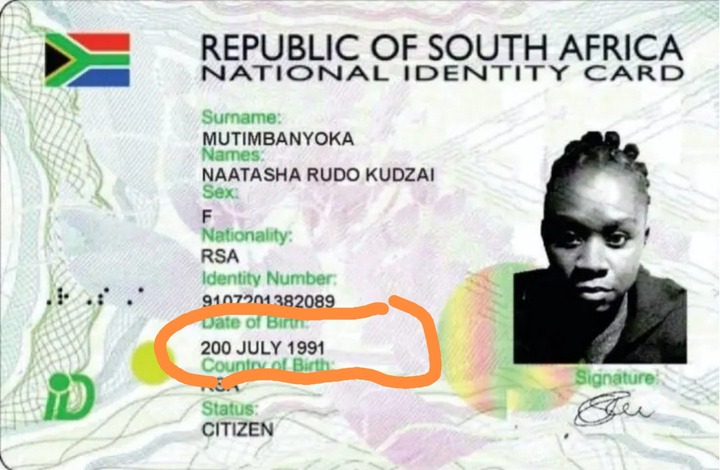 REPUBLIC OF SOUTH AFRICA
NATIONAL IDENTITY CARD
Surname:
MUTIMBANYOKA
Names:
NAATASHA RUDO KUDZAI
Sex:
F
Nationality:
RSA
Identity Number:
9107201382089
Date of Birth:
200 JULY 1991
Country of Birth:
RSA
Status:
CITIZEN
Signature:
iD